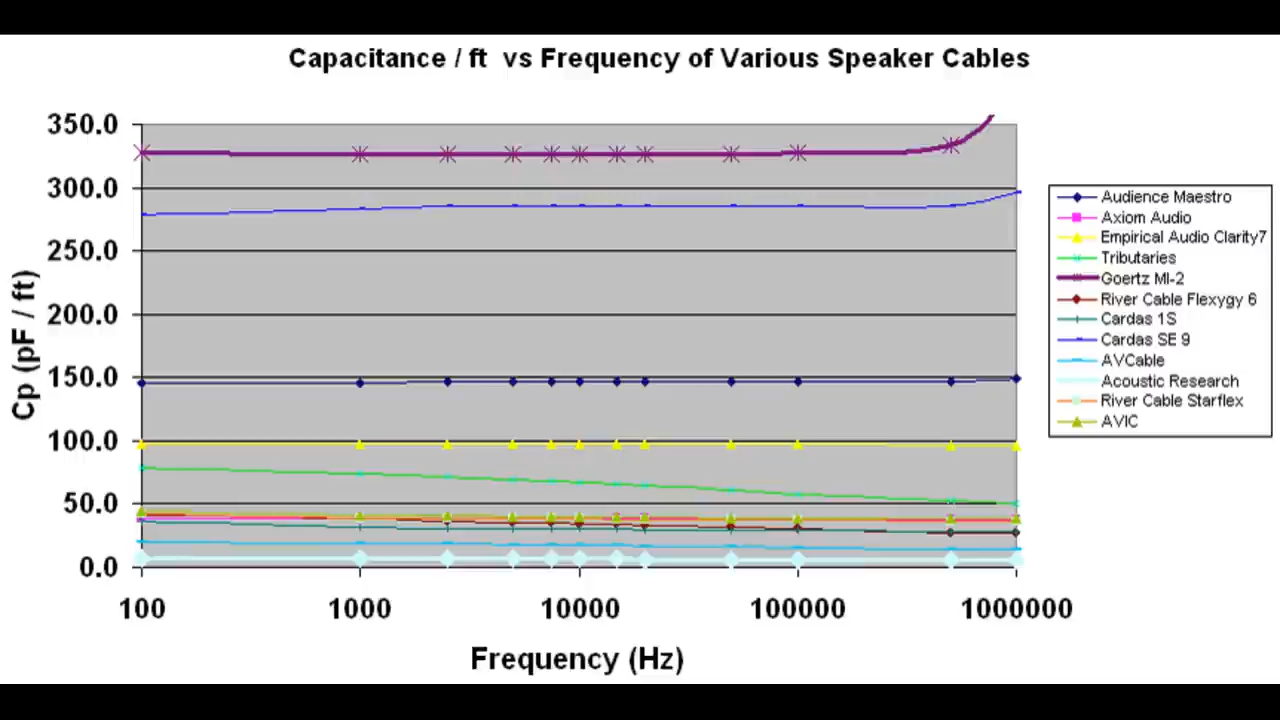 Capacitance / ft vs Frequency of Various Speaker Cables
350.0
300.0
250.0
200.0
150.0
100.0
50.0
0.0
Cp (pF / ft)
100 1000 10000 100000 1000000
Frequency (Hz)
Audience Maestro
Axiom Audio
Empirical Audio Clarity7
Tributaries
Goertz MI-2
River Cable Flexygy 6
Cardas 1S
Cardas SE 9
AVCable
Acoustic Research
River Cable Starflex
AVIC